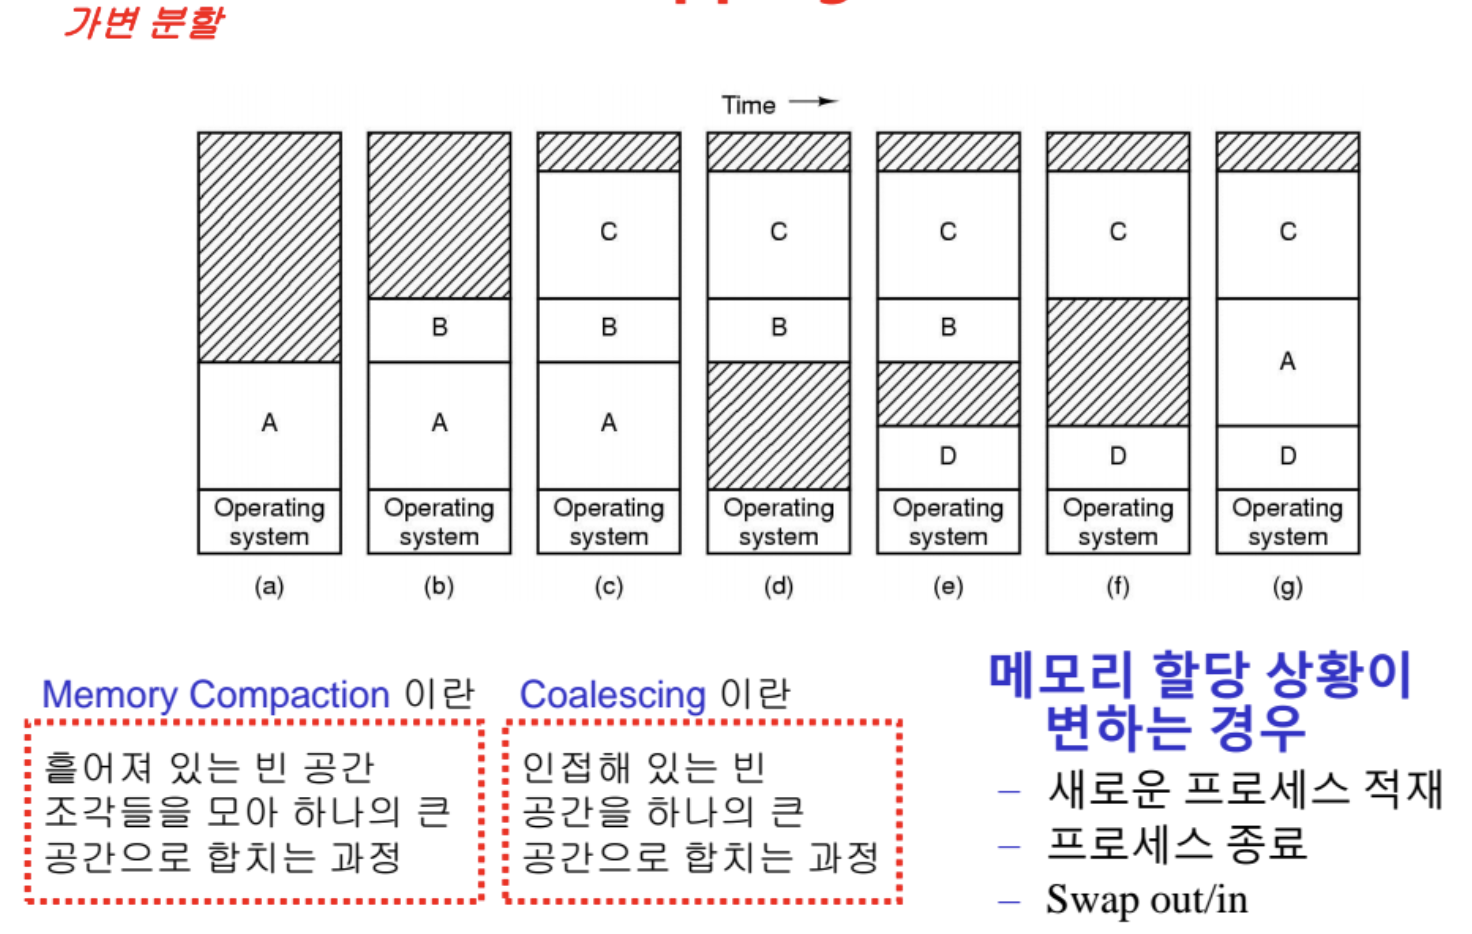 가변 분활
Time
C C C C C
B B B B A
A A A D D D
Operating system Operating system Operating system Operating system Operating system Operating system Operating system
(a) (b) (c) (d) (e) (f) (g)
Memory Compaction 이란
흩어져 있는 빈 공간
조각들을 모아 하나의 큰
공간으로 합치는 과정
Coalescing 이란
인접해 있는 빈
공간을 하나의 큰
공간으로 합치는 과정
메모리 할당 상황이
변하는 경우
– 새로운 프로세스 적재
– 프로세스 종료
– Swap out/in